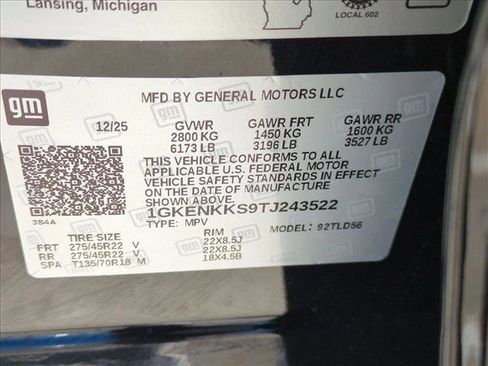 Lansing, Michigan
LOCAL 602
gm
MFD BY GENERAL MOTORS LLC
12/25 GVWR GAWR FRT GAWR RR
2800 KG 1450 KG 1600 KG
6173 LB 3196 LB 3527 LB
THIS VEHICLE CONFORMS TO ALL
APPLICABLE U.S. FEDERAL MOTOR
VEHICLE SAFETY AND THEFT
PREVENTION STANDARDS IN EFFECT
ON THE DATE OF MANUFACTURE
SHOWN ABOVE.
1GKENKKS9TJ243522
384A
TYPE: MPV MODEL: 92TLD56
TIRE SIZE RIM
FRT 275/45R22 V 22X8.5J
RR 275/45R22 V 22X8.5J
SPA T135/70R18 M 18X4.5B